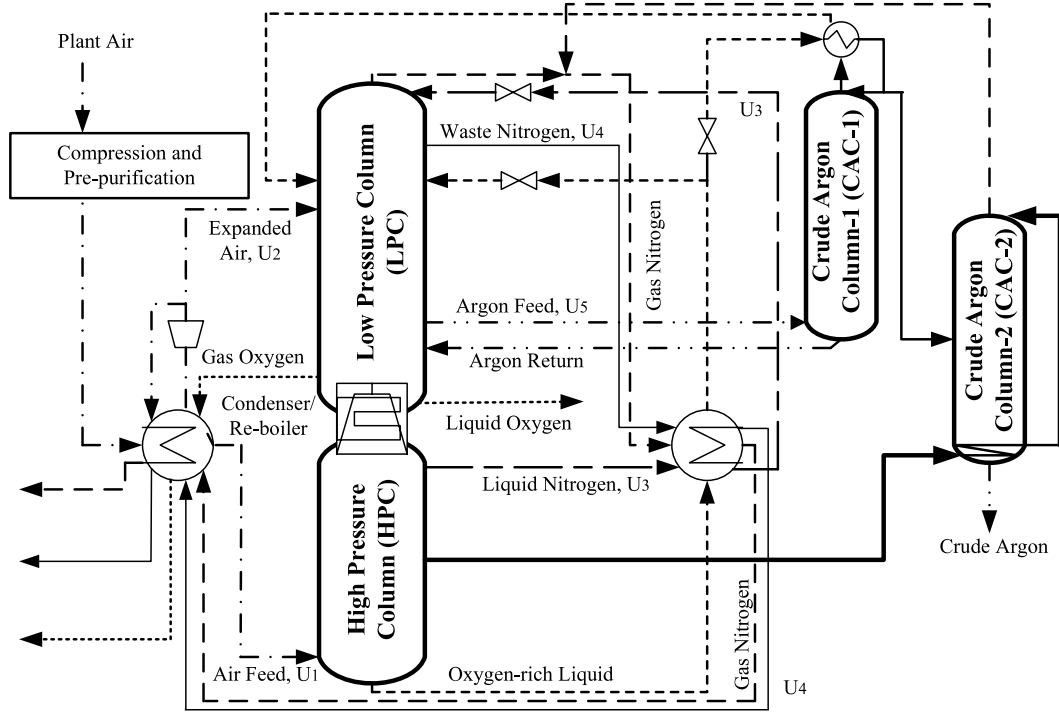 Plant Air
Compression and
Pre-purification
Expanded
Air, U2
Gas Oxygen
Condenser/
Re-boiler
Air Feed, U1
Low Pressure Column
(LPC)
High Pressure
Column (HPC)
Waste Nitrogen, U4
Gas Nitrogen
Argon Feed, U5
Argon Return
Liquid Oxygen
Liquid Nitrogen, U3
Oxygen-rich Liquid
Gas Nitrogen
U4
U3
Crude Argon
Column-1 (CAC-1)
Crude Argon
Column-2 (CAC-2)
Crude Argon